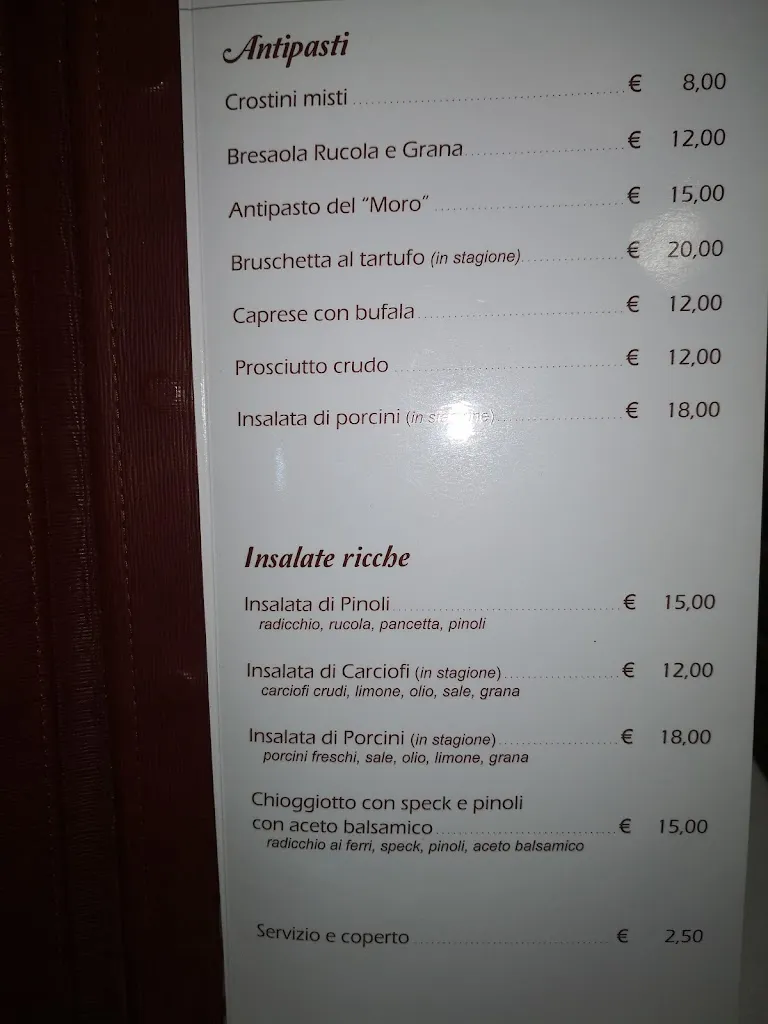 Antipasti
Crostini misti € 8,00
Bresaola Rucola e Grana € 12,00
Antipasto del “Moro” € 15,00
Bruschetta al tartufo (in stagione) € 20,00
Caprese con bufala € 12,00
Prosciutto crudo € 12,00
Insalata di porcini (in stagione) € 18,00
Insalate ricche
Insalata di Pinoli € 15,00
radicchio, rucola, pancetta, pinoli
Insalata di Carciofi (in stagione) € 12,00
carciofi crudi, limone, olio, sale, grana
Insalata di Porcini (in stagione) € 18,00
porcini freschi, sale, olio, limone, grana
Chioggiotto con speck e pinoli
con aceto balsamico € 15,00
radicchio ai ferri, speck, pinoli, aceto balsamico
Servizio e coperto € 2,50